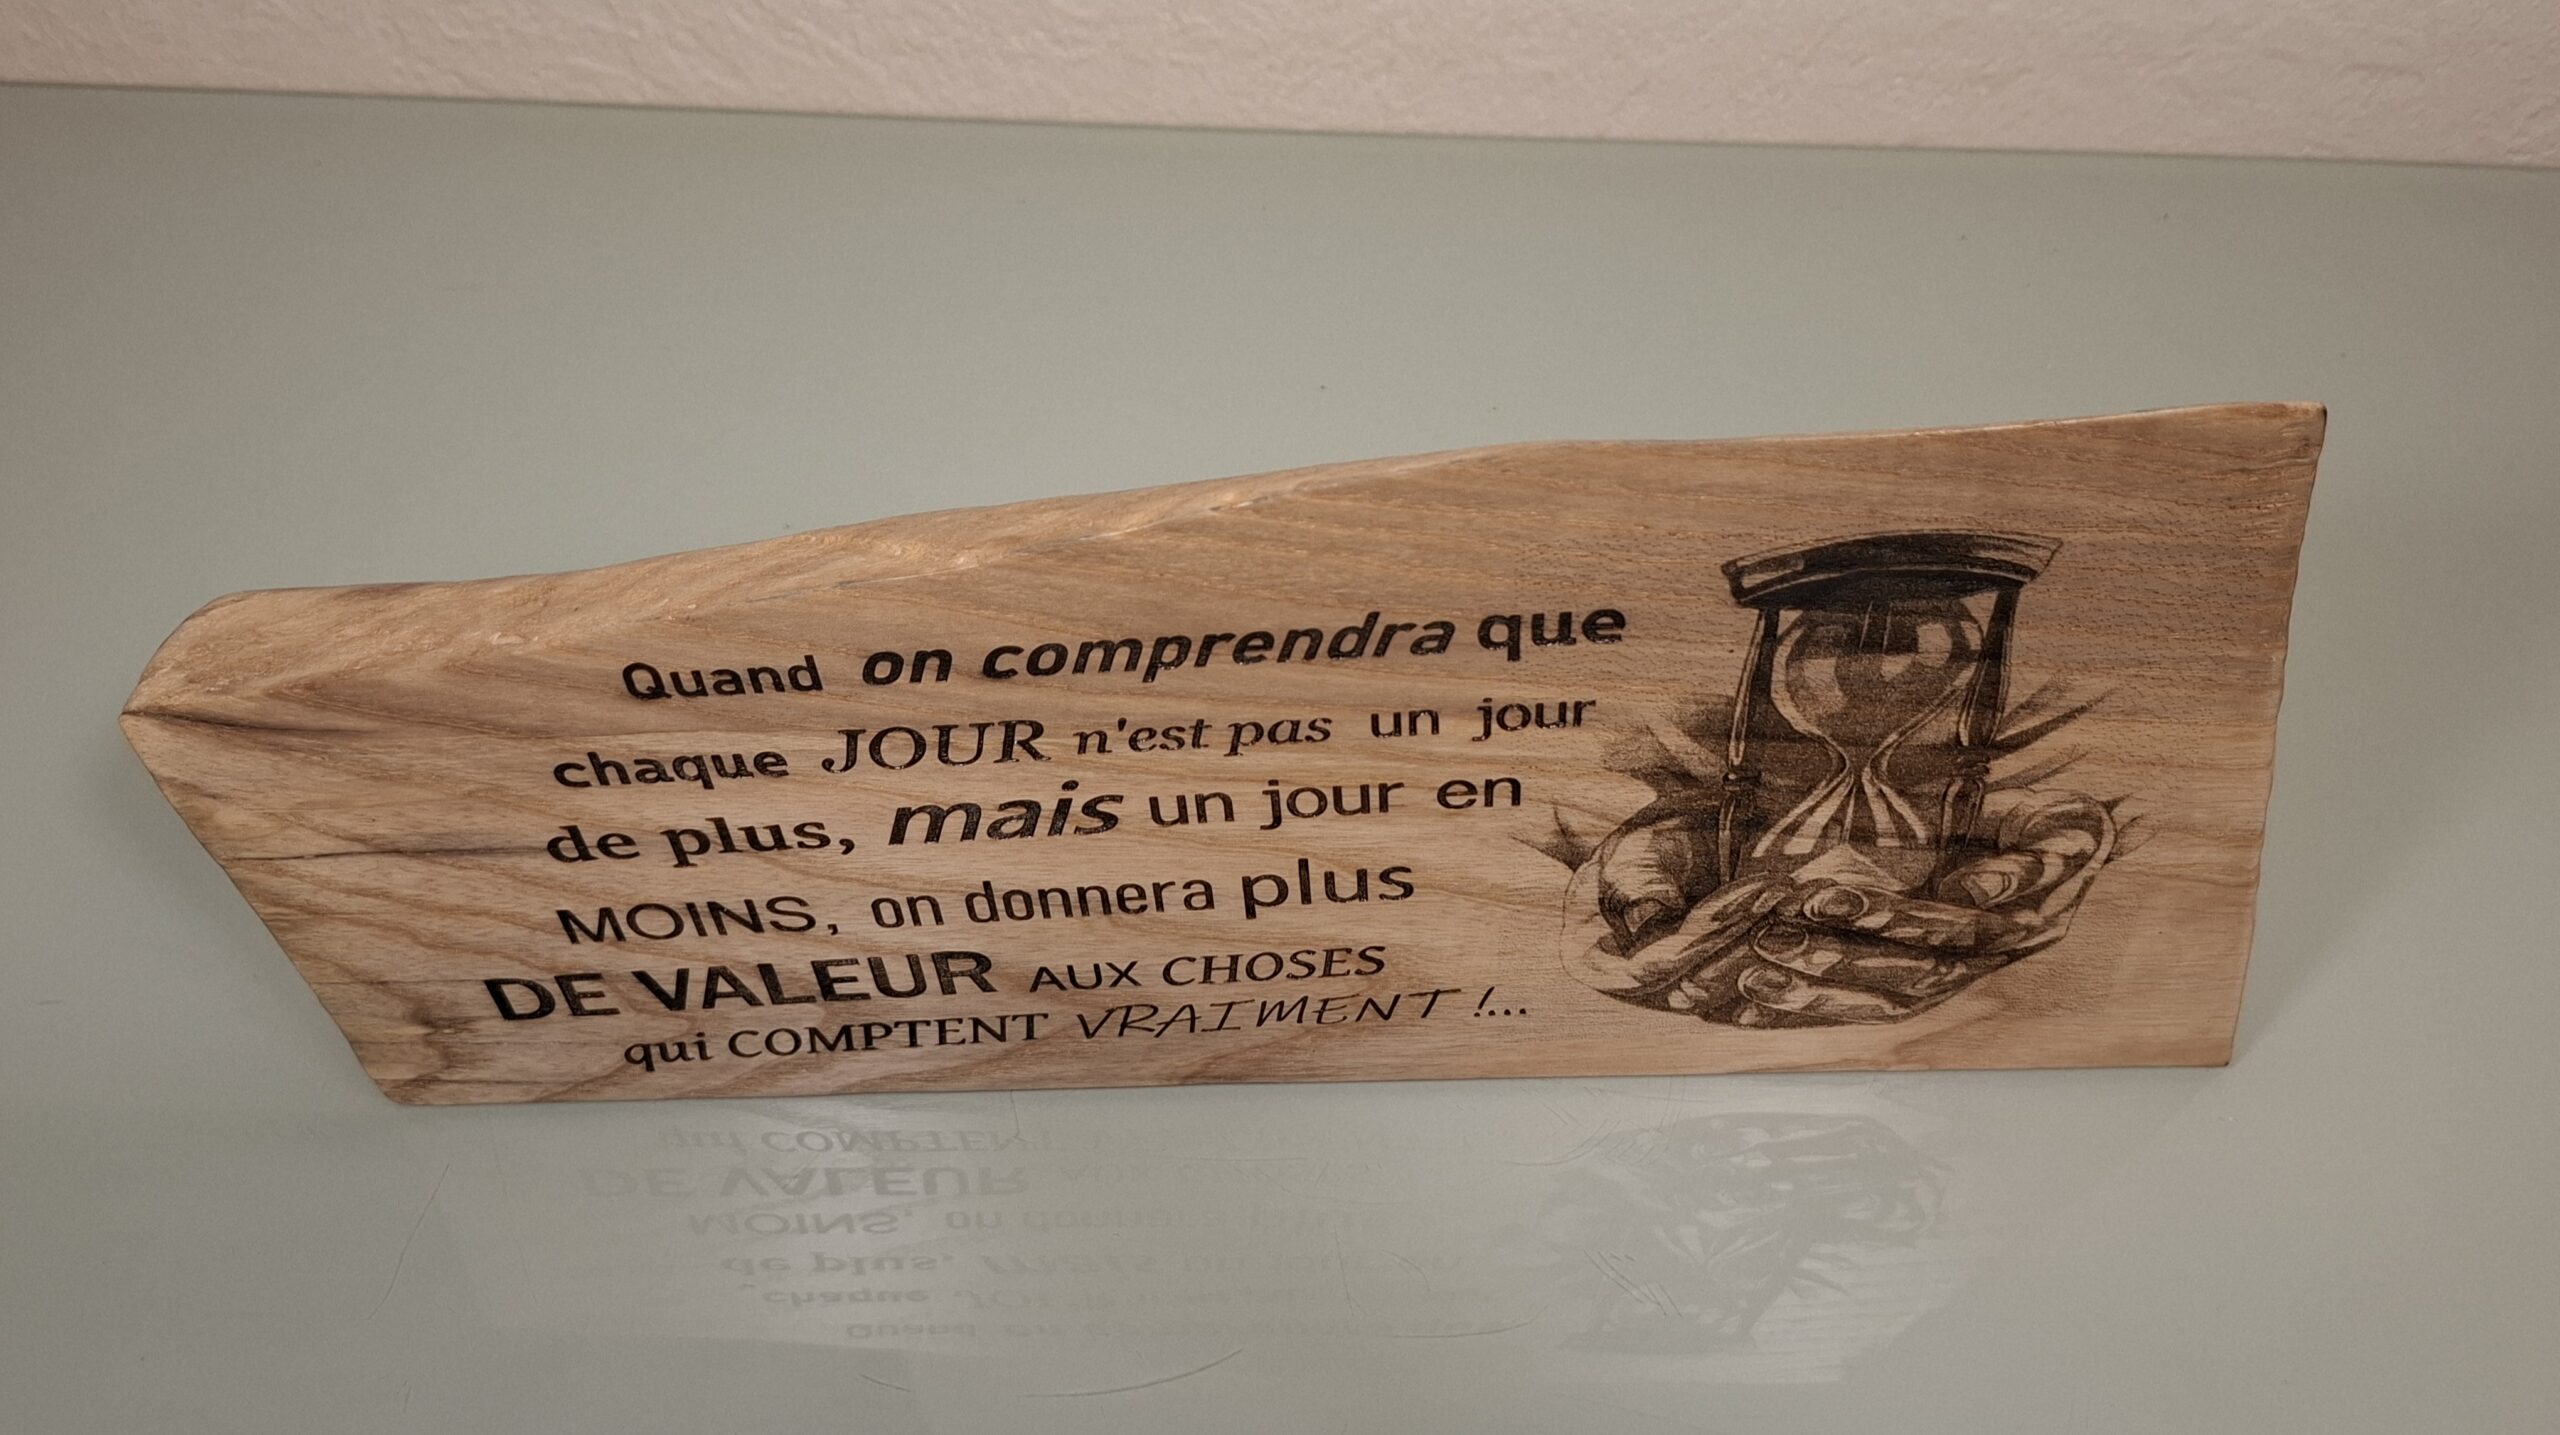 Quand on comprendra que
chaque JOUR n'est pas un jour
de plus, mais un jour en
MOINS, on donnera plus
DE VALEUR AUX CHOSES
qui COMPTENT VRAIMENT !...